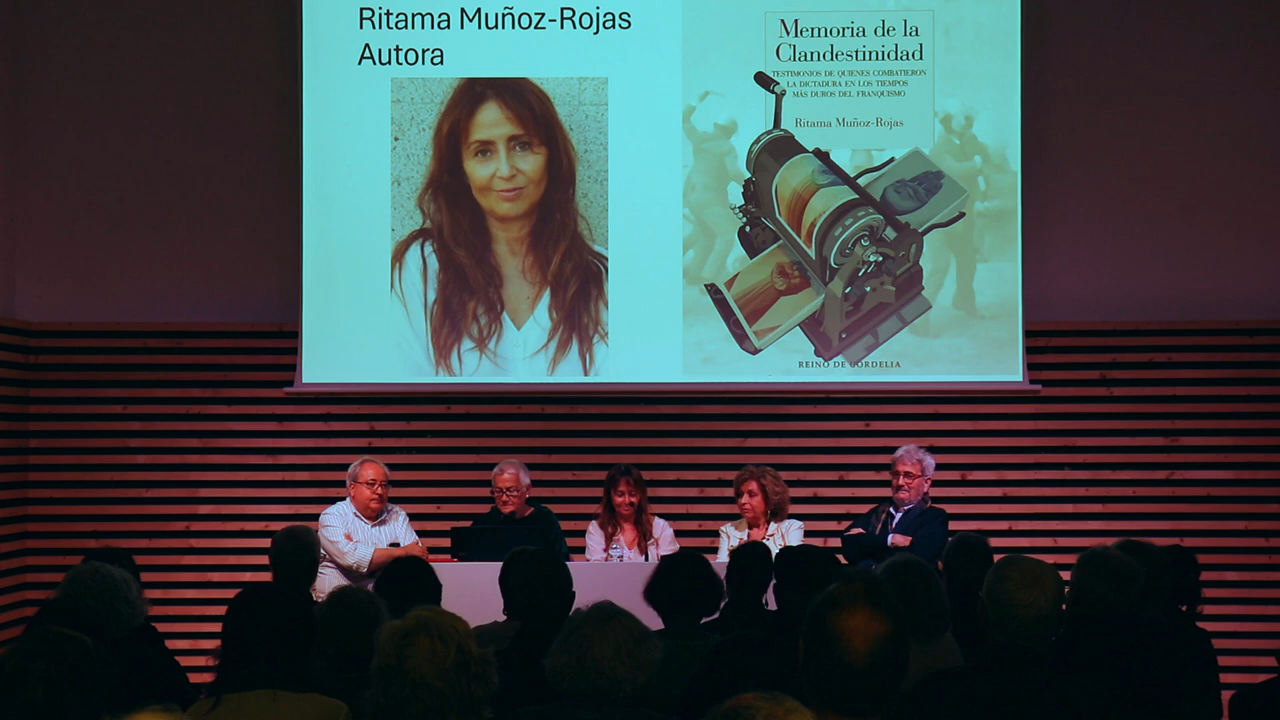 Ritama Muñoz-Rojas
Autora
Memoria de la
Clandestinidad
TESTIMONIOS DE QUIENES COMBATIERON
LA DICTADURA EN LOS TIEMPOS
MÁS DUROS DEL FRANQUISMO
Ritama Muñoz-Rojas
REINO DE CORDELIA